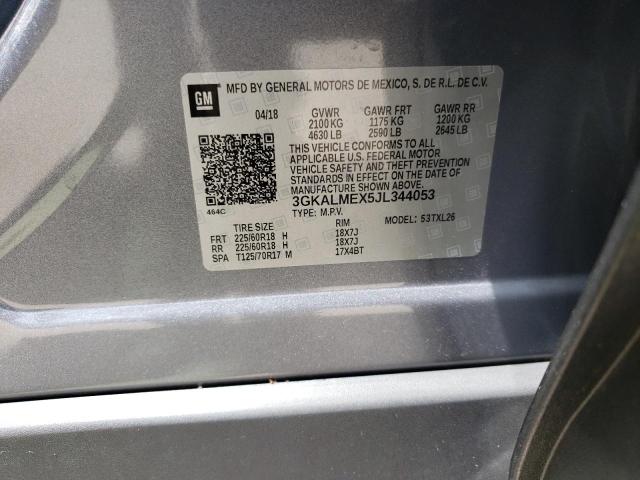 GM MFD BY GENERAL MOTORS DE MEXICO, S. DE R.L. DE C.V.
04/18 GVWR GAWR FRT GAWR RR
2100 KG 1175 KG 1200 KG
4630 LB 2590 LB 2645 LB
THIS VEHICLE CONFORMS TO ALL
APPLICABLE U.S. FEDERAL MOTOR
VEHICLE SAFETY AND THEFT PREVENTION
STANDARDS IN EFFECT ON THE DATE OF
MANUFACTURE SHOWN ABOVE.
464C 3GKALMEX5JL344053
TYPE: M.P.V. MODEL: 53TXL26
TIRE SIZE RIM
FRT 225/60R18 H 18X7J
RR 225/60R18 H 18X7J
SPA T125/70R17 M 17X4BT